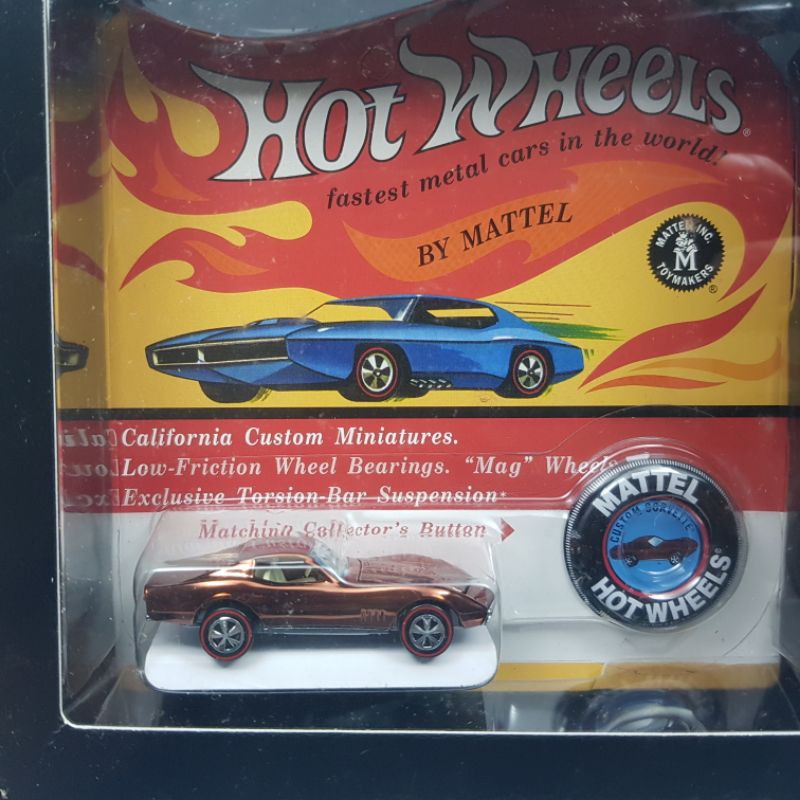 HOT WHEELS®
fastest metal cars in the world!
BY MATTEL
MATTEL, INC.
M
TOYMAKERS
®
California Custom Miniatures.
Low-Friction Wheel Bearings. “Mag” Wheels
Exclusive Torsion-Bar Suspension
Matching Collector's Button
MATTEL
CUSTOM CORVETTE
HOT WHEELS®